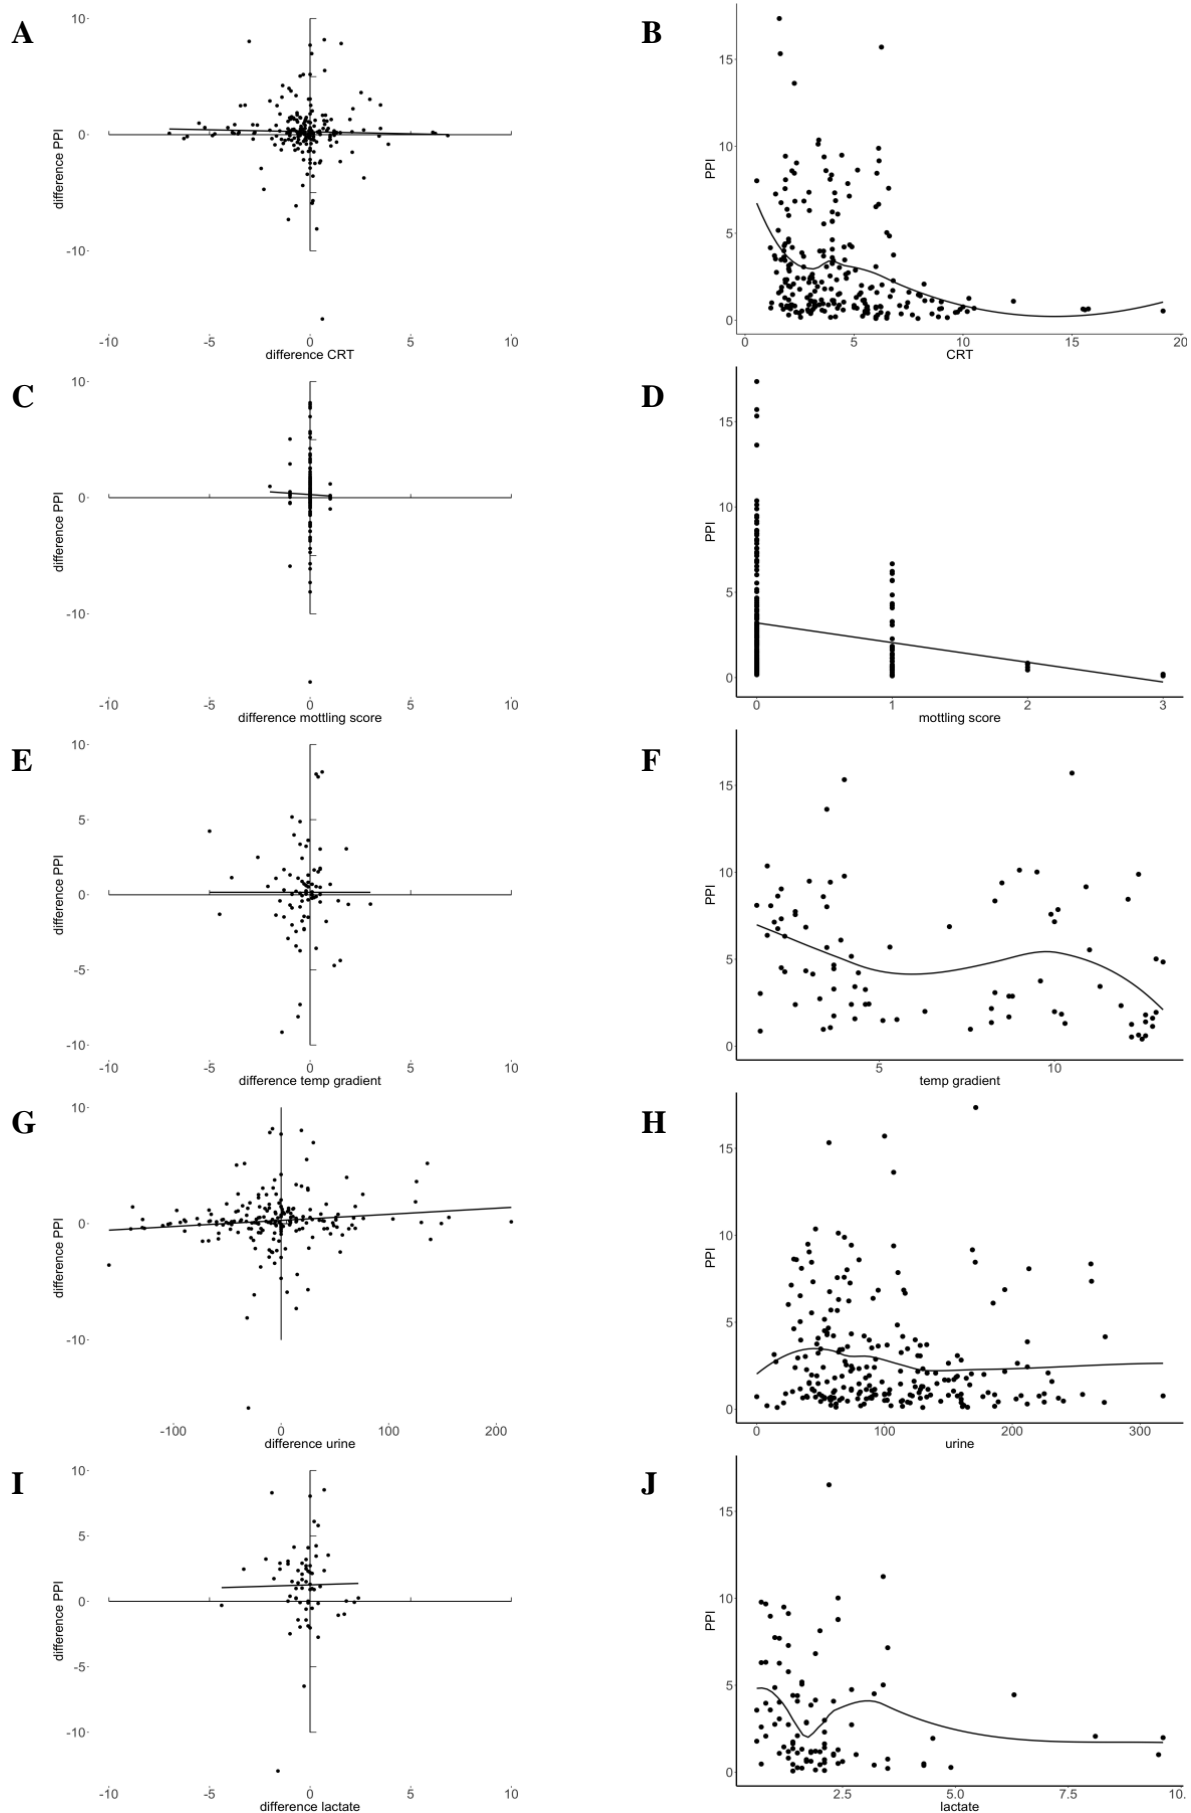 A
10
0
-10
difference PPI
-10 -5 0 5 10
difference CRT
B
15
10
5
0
PPI
0 5 10 15 20
CRT
C
10
0
-10
difference PPI
-10 -5 0 5 10
difference mottling score
D
15
10
5
0
PPI
0 1 2 3
mottling score
E
10
5
0
-5
-10
difference PPI
-10 -5 0 5 10
difference temp gradient
F
15
10
5
0
PPI
5 10
temp gradient
G
10
0
-10
difference PPI
-100 0 100 200
difference urine
H
15
10
5
0
PPI
0 100 200 300
urine
I
10
5
0
-5
-10
difference PPI
-10 -5 0 5 10
difference lactate
J
15
10
5
0
PPI
2.5 5.0 7.5 10.
lactate